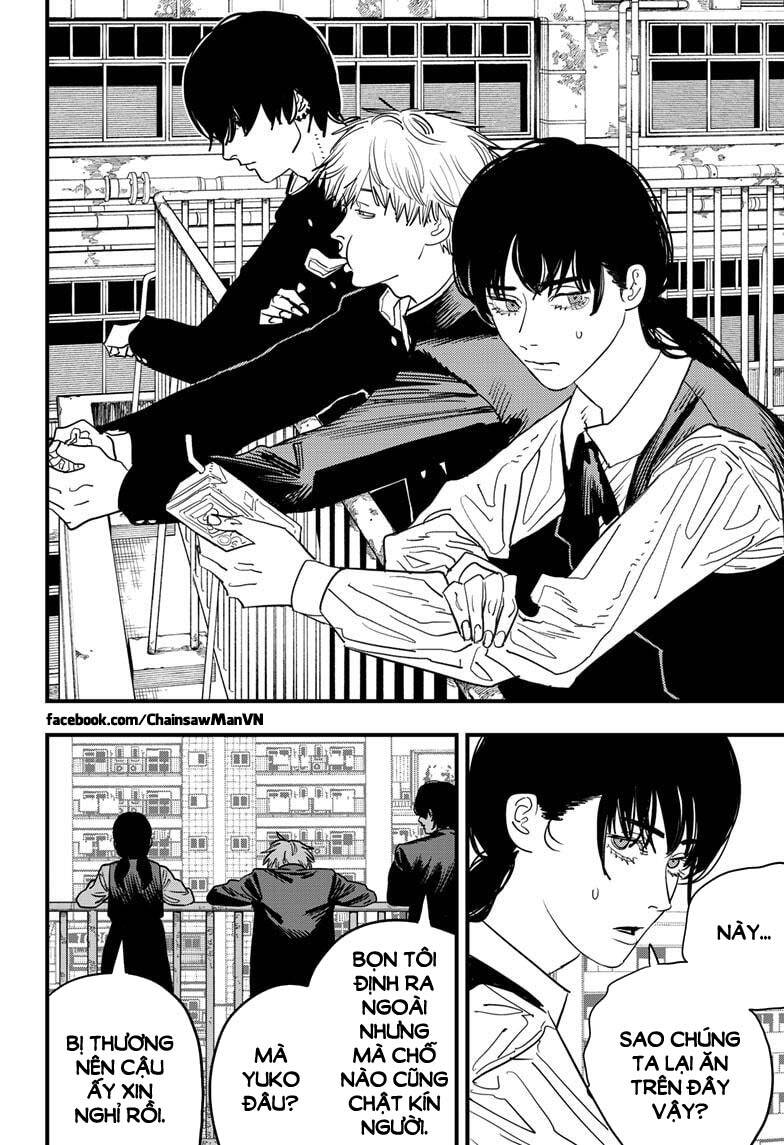 facebook.com/ChainsawManVN
NÀY...
SAO CHÚNG
TA LẠI ĂN
TRÊN ĐÂY
VẬY?
BỌN TÔI
ĐỊNH RA
NGOÀI
NHƯNG
MÀ CHỖ
NÀO CŨNG
CHẬT KÍN
NGƯỜI.
MÀ
YUKO
ĐÂU?
BỊ THƯƠNG
NÊN CẬU
ẤY XIN
NGHỈ RỒI.